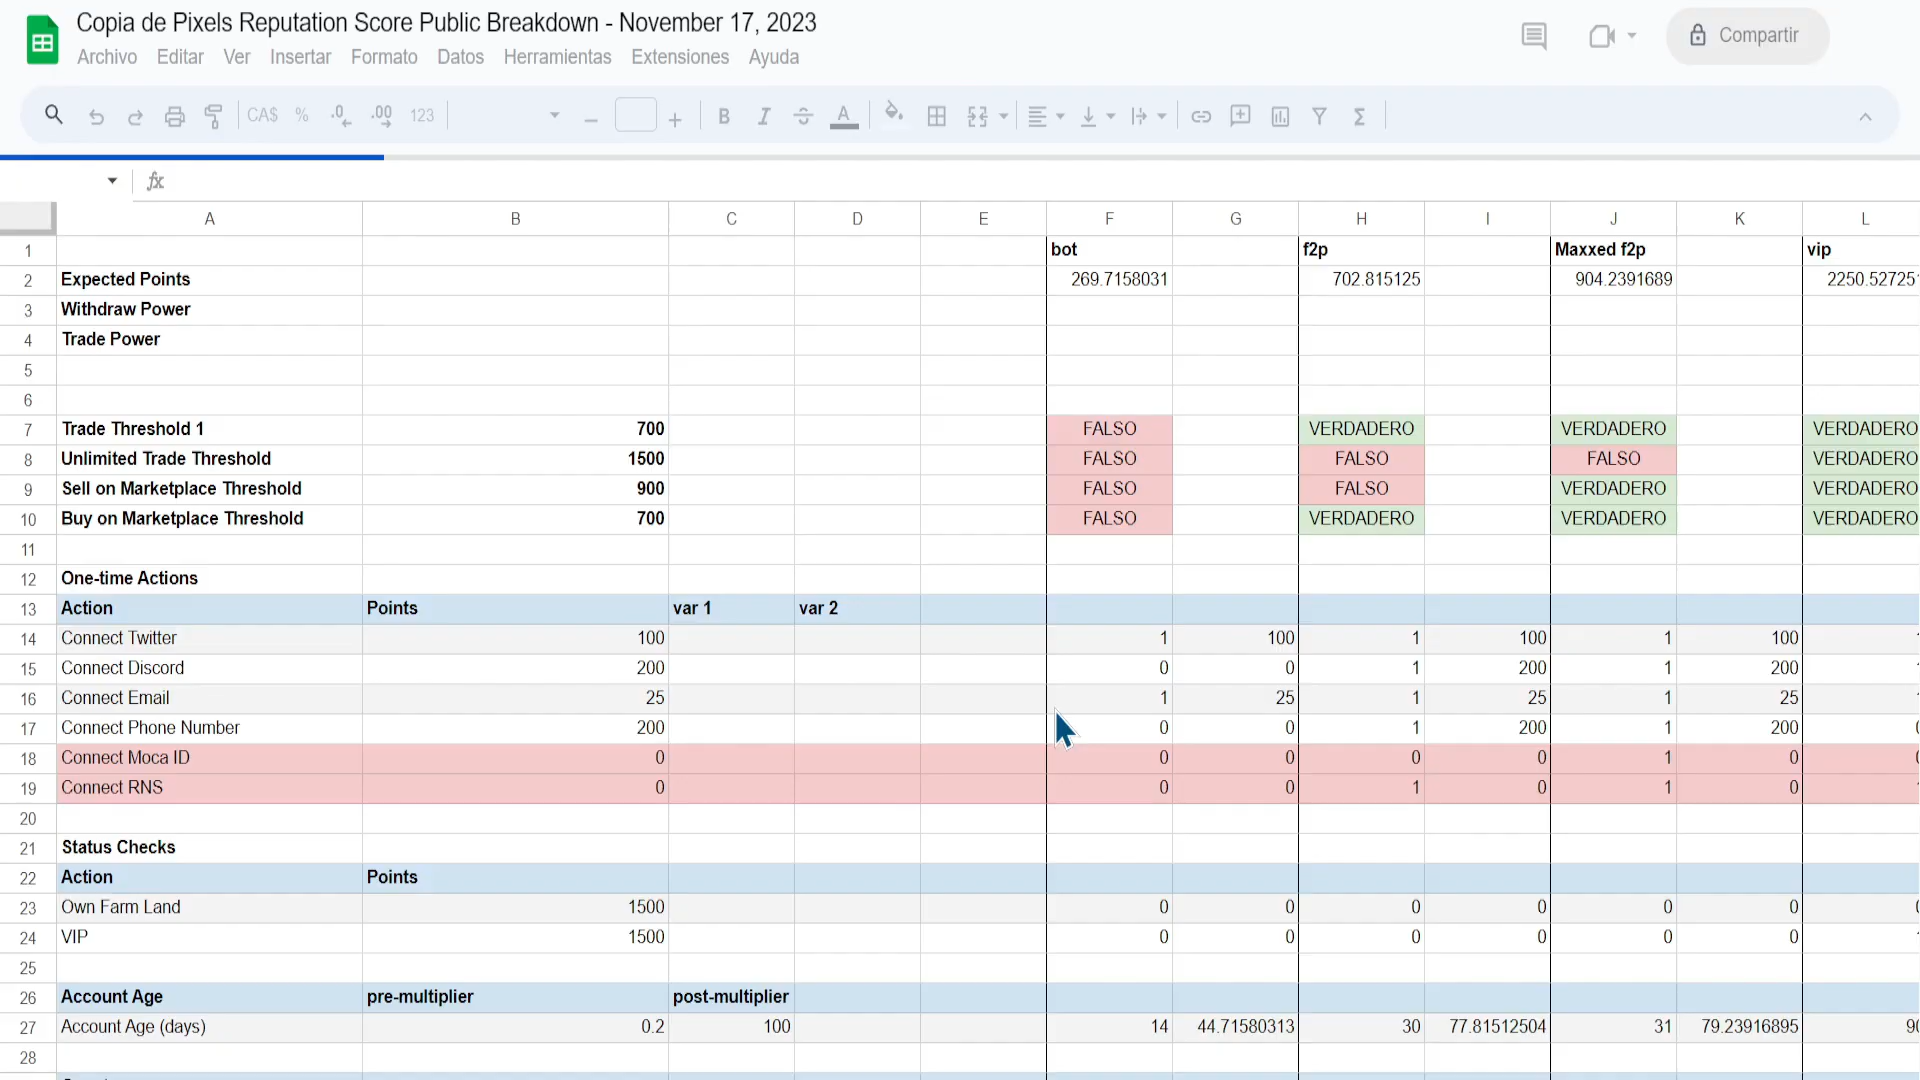 Copia de Pixels Reputation Score Public Breakdown - November 17, 2023
Archivo Editar Ver Insertar Formato Datos Herramientas Extensiones Ayuda
Compartir
CA$ % .0 .00 123 B I A
fx
A B C D E F G H I J K L
1 bot f2p Maxxed f2p vip
2 Expected Points 269.7158031 702.815125 904.2391689 2250.527251
3 Withdraw Power
4 Trade Power
5
6
7 Trade Threshold 1 700 FALSO VERDADERO VERDADERO VERDADERO
8 Unlimited Trade Threshold 1500 FALSO FALSO FALSO VERDADERO
9 Sell on Marketplace Threshold 900 FALSO FALSO VERDADERO VERDADERO
10 Buy on Marketplace Threshold 700 FALSO VERDADERO VERDADERO VERDADERO
11
12 One-time Actions
13 Action Points var 1 var 2
14 Connect Twitter 100 1 100 1 100 1 100
15 Connect Discord 200 0 0 1 200 1 200
16 Connect Email 25 1 25 1 25 1 25
17 Connect Phone Number 200 0 0 1 200 1 200
18 Connect Moca ID 0 0 0 0 0 1 0
19 Connect RNS 0 0 0 1 0 1 0
20
21 Status Checks
22 Action Points
23 Own Farm Land 1500 0 0 0 0 0 0
24 VIP 1500 0 0 0 0 0 0
25
26 Account Age pre-multiplier post-multiplier
27 Account Age (days) 0.2 100 14 44.71580313 30 77.81512504 31 79.23916895
28